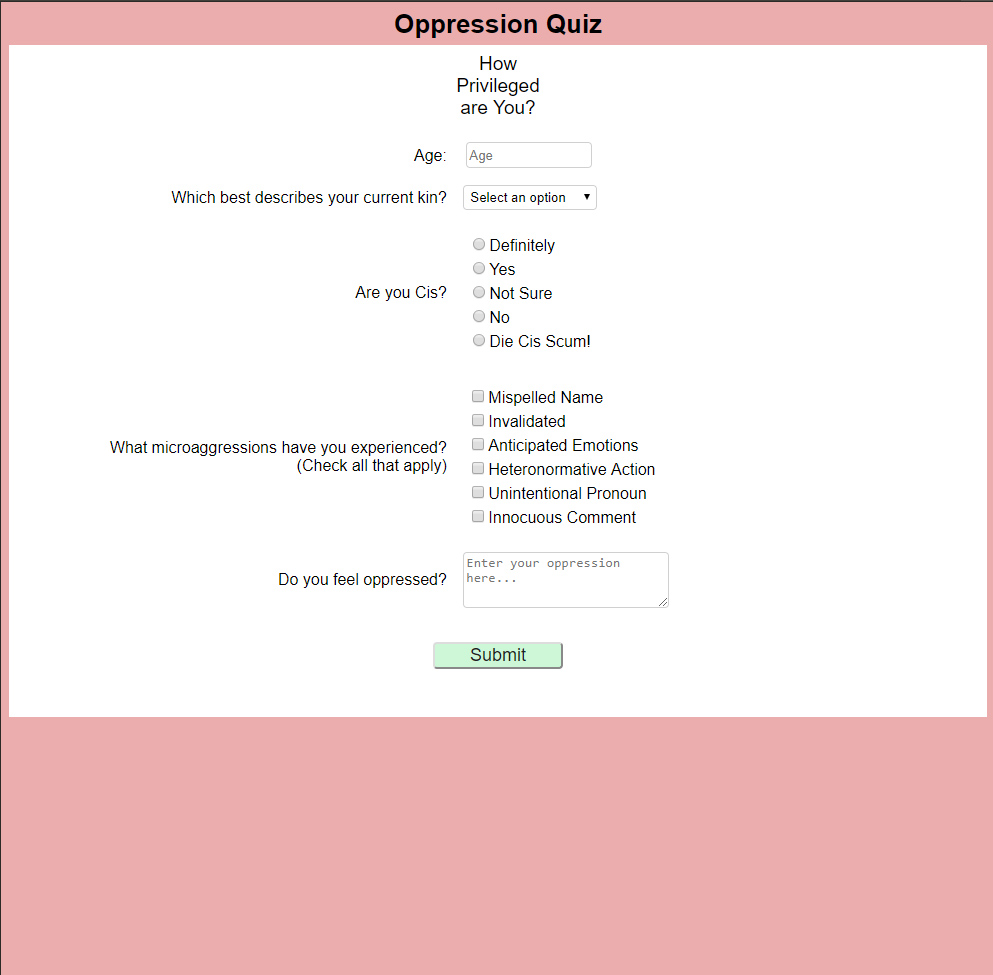 Oppression Quiz
How
Privileged
are You?
Age:
Age
Which best describes your current kin?
Select an option
Are you Cis?
Definitely
Yes
Not Sure
No
Die Cis Scum!
What microaggressions have you experienced?
(Check all that apply)
Mispelled Name
Invalidated
Anticipated Emotions
Heteronormative Action
Unintentional Pronoun
Innocuous Comment
Do you feel oppressed?
Enter your oppression
here...
Submit